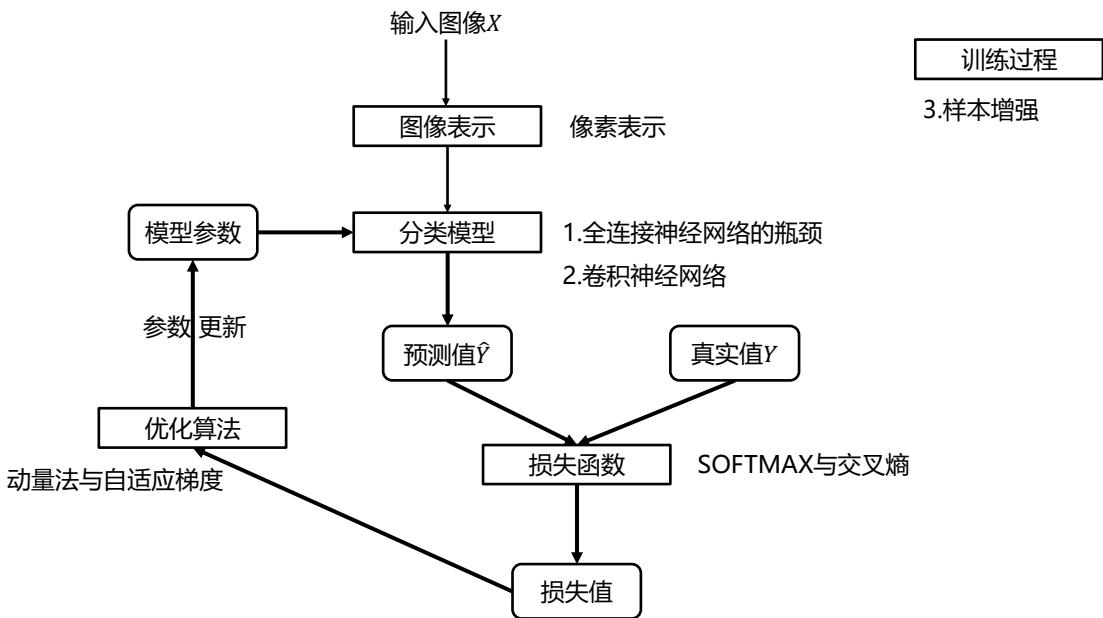 输入图像X
训练过程
图像表示
像素表示
3.样本增强
模型参数
分类模型
1.全连接神经网络的瓶颈
2.卷积神经网络
参数 更新
预测值Ŷ
真实值Y
优化算法
动量法与自适应梯度
损失函数
SOFTMAX与交叉熵
损失值